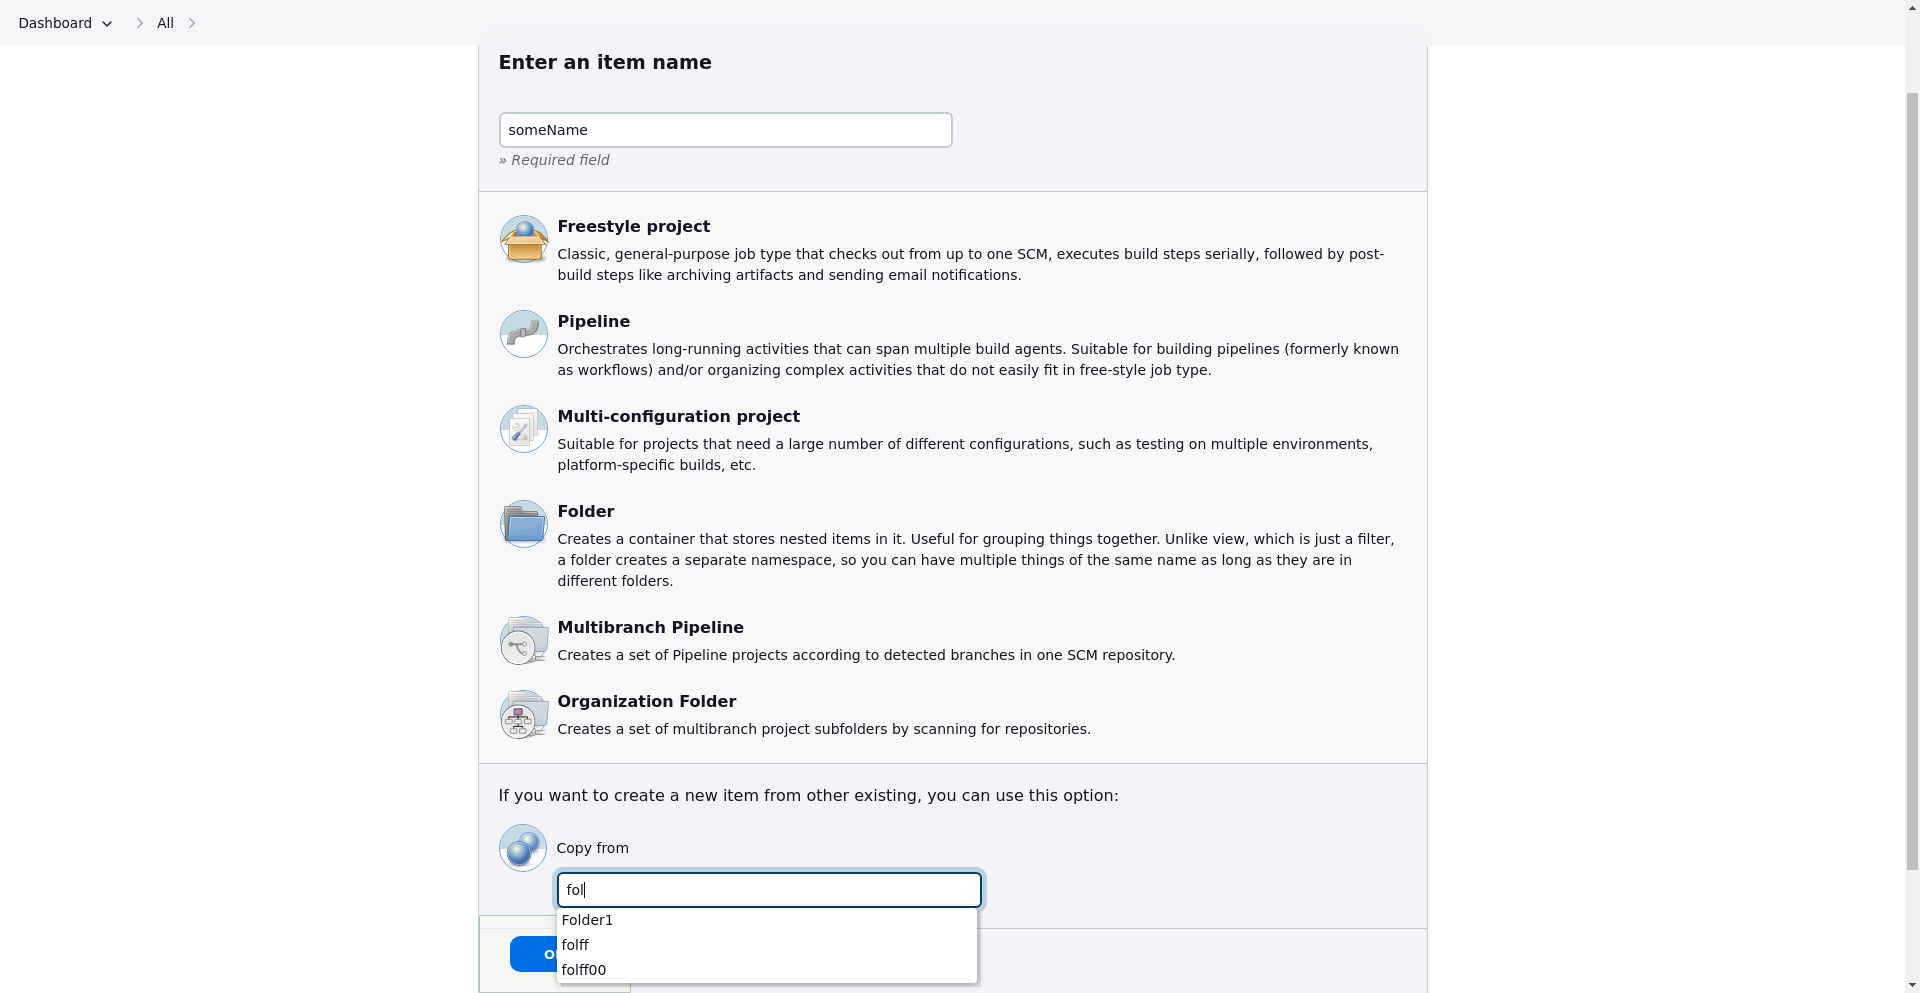 Dashboard
All
Enter an item name
someName
» Required field
Freestyle project
Classic, general-purpose job type that checks out from up to one SCM, executes build steps serially, followed by post-
build steps like archiving artifacts and sending email notifications.
Pipeline
Orchestrates long-running activities that can span multiple build agents. Suitable for building pipelines (formerly known
as workflows) and/or organizing complex activities that do not easily fit in free-style job type.
Multi-configuration project
Suitable for projects that need a large number of different configurations, such as testing on multiple environments,
platform-specific builds, etc.
Folder
Creates a container that stores nested items in it. Useful for grouping things together. Unlike view, which is just a filter,
a folder creates a separate namespace, so you can have multiple things of the same name as long as they are in
different folders.
Multibranch Pipeline
Creates a set of Pipeline projects according to detected branches in one SCM repository.
Organization Folder
Creates a set of multibranch project subfolders by scanning for repositories.
If you want to create a new item from other existing, you can use this option:
Copy from
fol
Folder1
folff
folff00